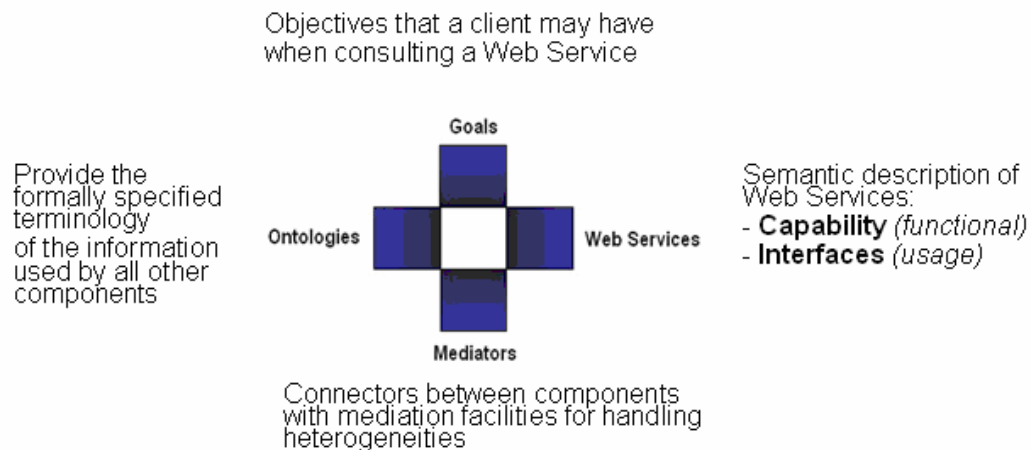 Objectives that a client may have
when consulting a Web Service
Goals
Provide the
formally specified
terminology
of the information
used by all other
components
Ontologies
Web Services
Semantic description of
Web Services:
- Capability (functional)
- Interfaces (usage)
Mediators
Connectors between components
with mediation facilities for handling
heterogeneities